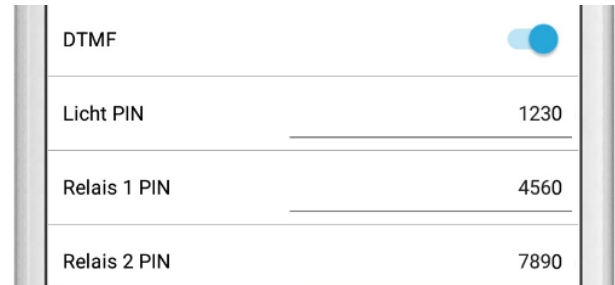 DTMF
Licht PIN 1230
Relais 1 PIN 4560
Relais 2 PIN 7890